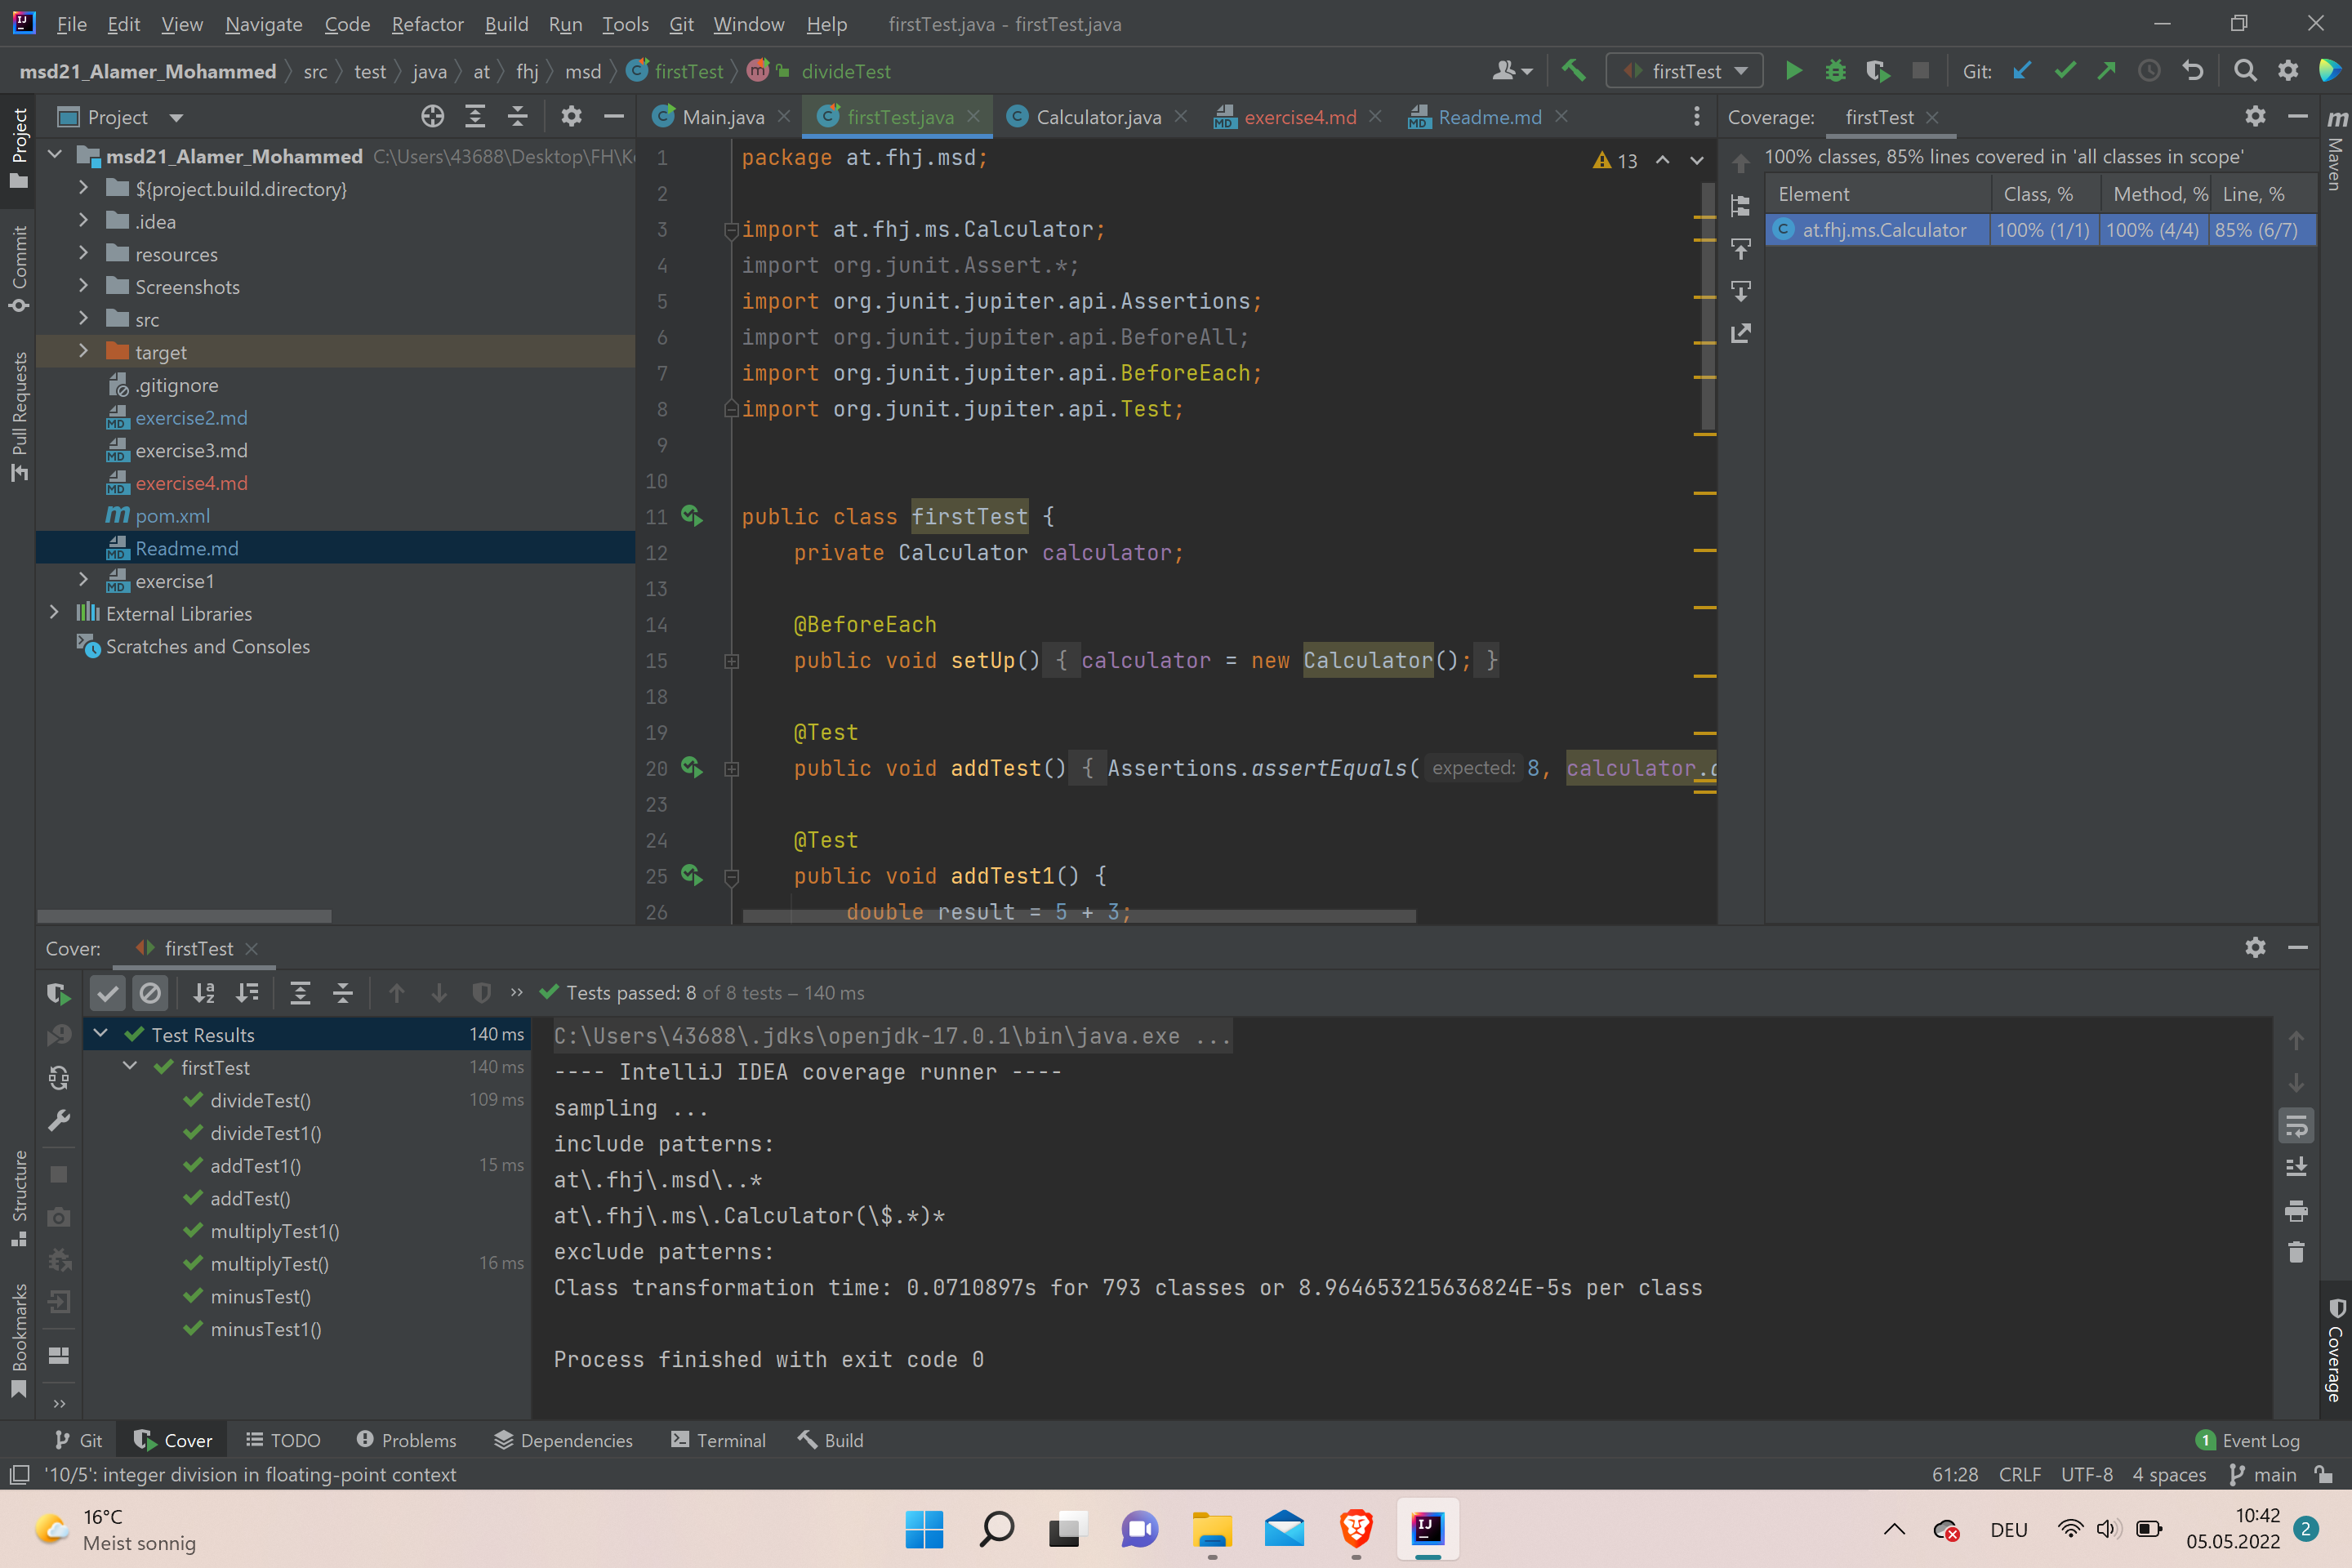 File Edit View Navigate Code Refactor Build Run Tools Git Window Help firstTest.java - firstTest.java
msd21_Alamer_Mohammed src test java at fhj msd firstTest divideTest firstTest Git:
Project
Main.java firstTest.java Calculator.java exercise4.md Readme.md
Coverage: firstTest
Project
Commit
Pull Requests
Structure
Bookmarks
msd21_Alamer_Mohammed C:\Users\43688\Desktop\FH\K
${project.build.directory}
.idea
resources
Screenshots
src
target
.gitignore
exercise2.md
exercise3.md
exercise4.md
pom.xml
Readme.md
exercise1
External Libraries
Scratches and Consoles
13
1 package at.fhj.msd;
2
3 import at.fhj.ms.Calculator;
4 import org.junit.Assert.*;
5 import org.junit.jupiter.api.Assertions;
6 import org.junit.jupiter.api.BeforeAll;
7 import org.junit.jupiter.api.BeforeEach;
8 import org.junit.jupiter.api.Test;
9
10
11 public class firstTest {
12 private Calculator calculator;
13
14 @BeforeEach
15 public void setUp() { calculator = new Calculator(); }
18
19 @Test
20 public void addTest() { Assertions.assertEquals( expected: 8, calculator.
23
24 @Test
25 public void addTest1() {
26 double result = 5 + 3;
100% classes, 85% lines covered in 'all classes in scope'
Element Class, % Method, % Line, %
at.fhj.ms.Calculator 100% (1/1) 100% (4/4) 85% (6/7)
Maven
Coverage
Cover: firstTest
Tests passed: 8 of 8 tests – 140 ms
Test Results 140 ms
firstTest 140 ms
divideTest() 109 ms
divideTest1()
addTest1() 15 ms
addTest()
multiplyTest1()
multiplyTest() 16 ms
minusTest()
minusTest1()
C:\Users\43688\.jdks\openjdk-17.0.1\bin\java.exe ...
---- IntelliJ IDEA coverage runner ----
sampling ...
include patterns:
at\.fhj\.msd\..*
at\.fhj\.ms\.Calculator(\$.*)*
exclude patterns:
Class transformation time: 0.0710897s for 793 classes or 8.964653215636824E-5s per class
Process finished with exit code 0
Git Cover TODO Problems Dependencies Terminal Build 1 Event Log
'10/5': integer division in floating-point context 61:28 CRLF UTF-8 4 spaces main
16°C
Meist sonnig
DEU
10:42
05.05.2022
2